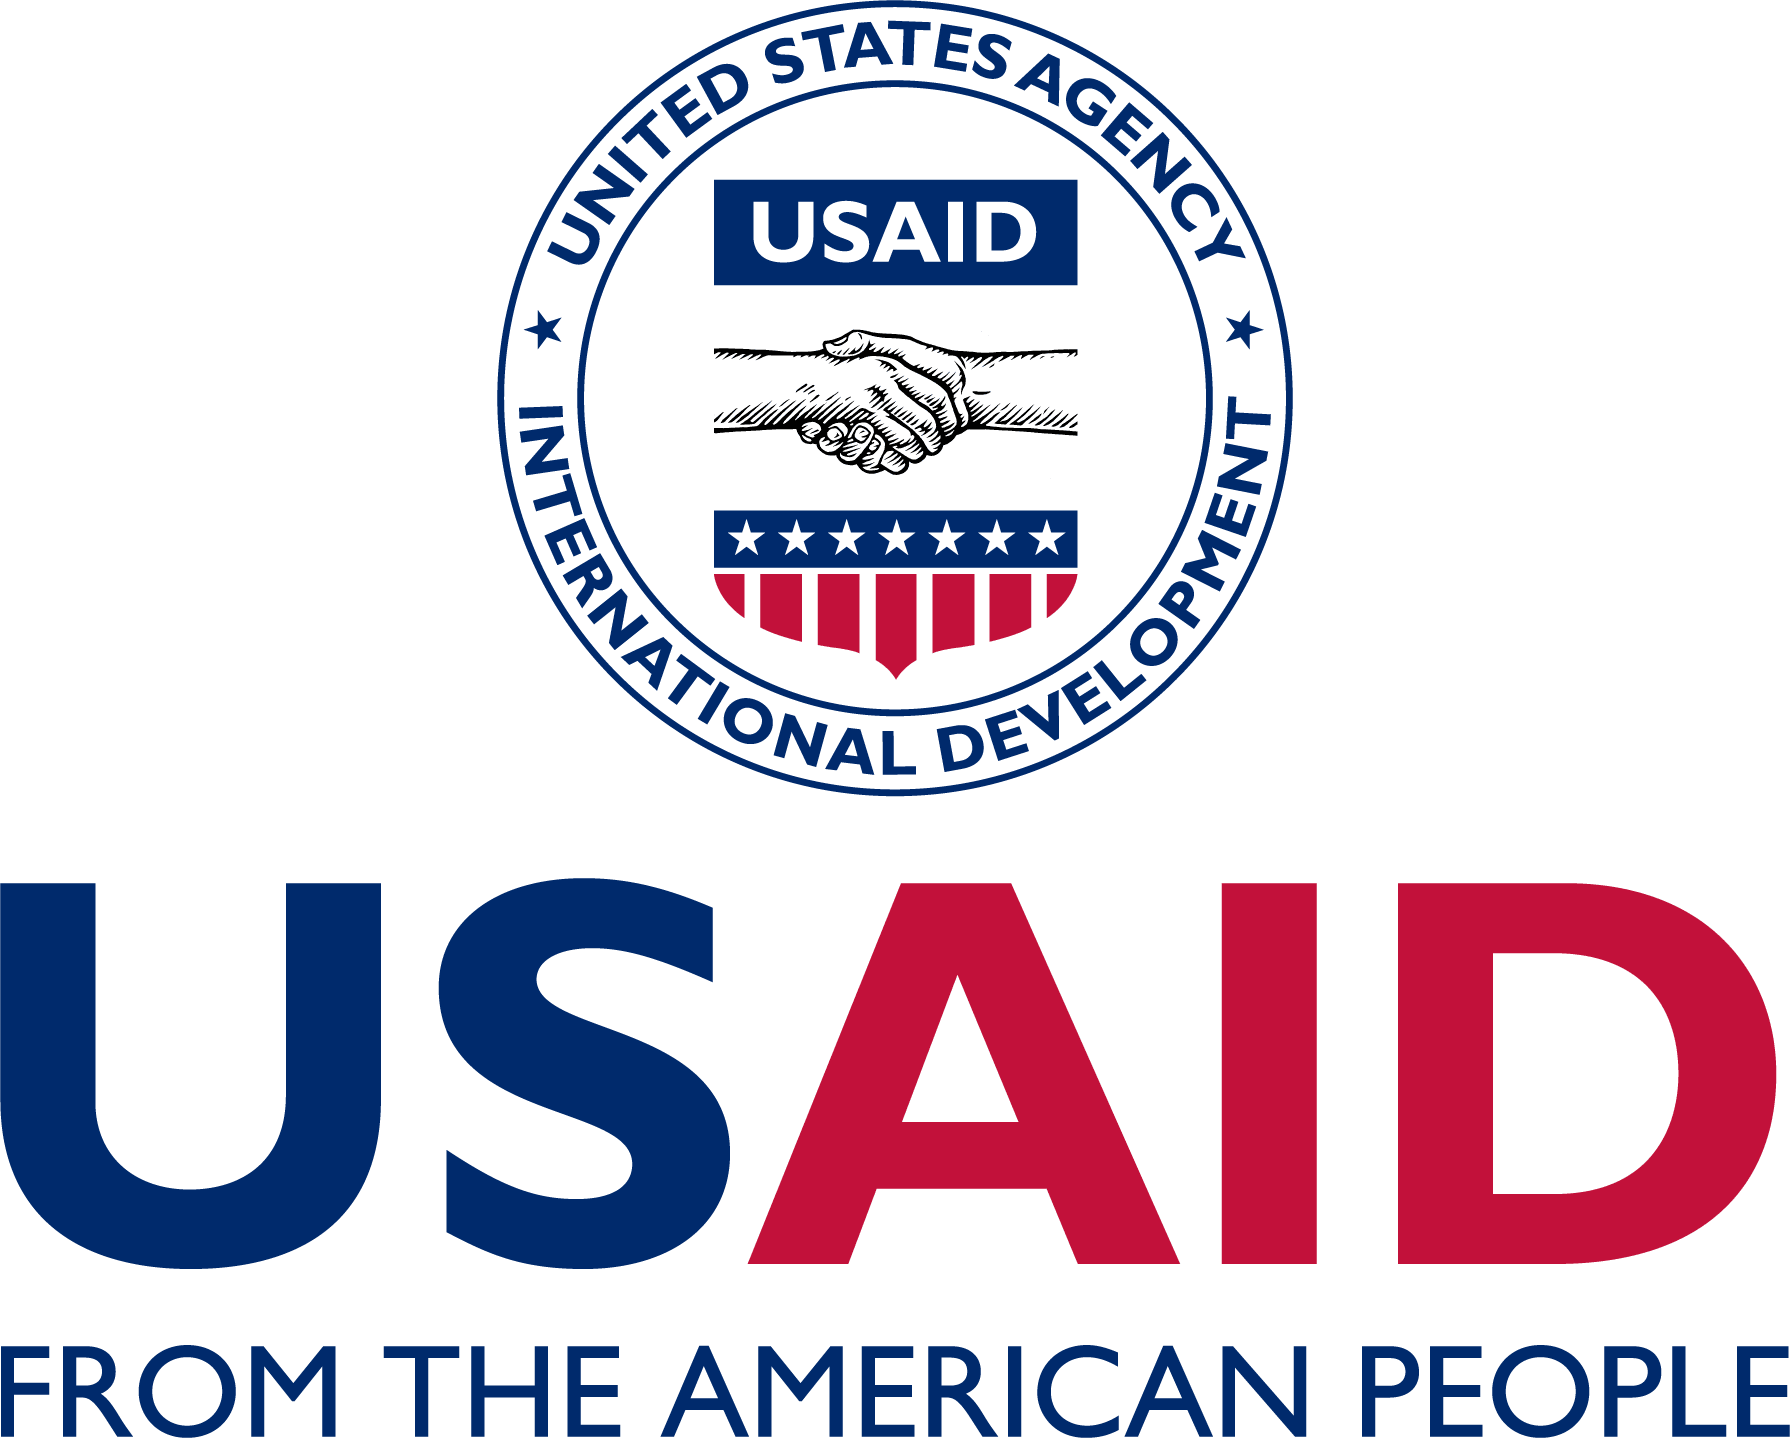 UNITED STATES AGENCY
USAID
INTERNATIONAL DEVELOPMENT
USAID
FROM THE AMERICAN PEOPLE